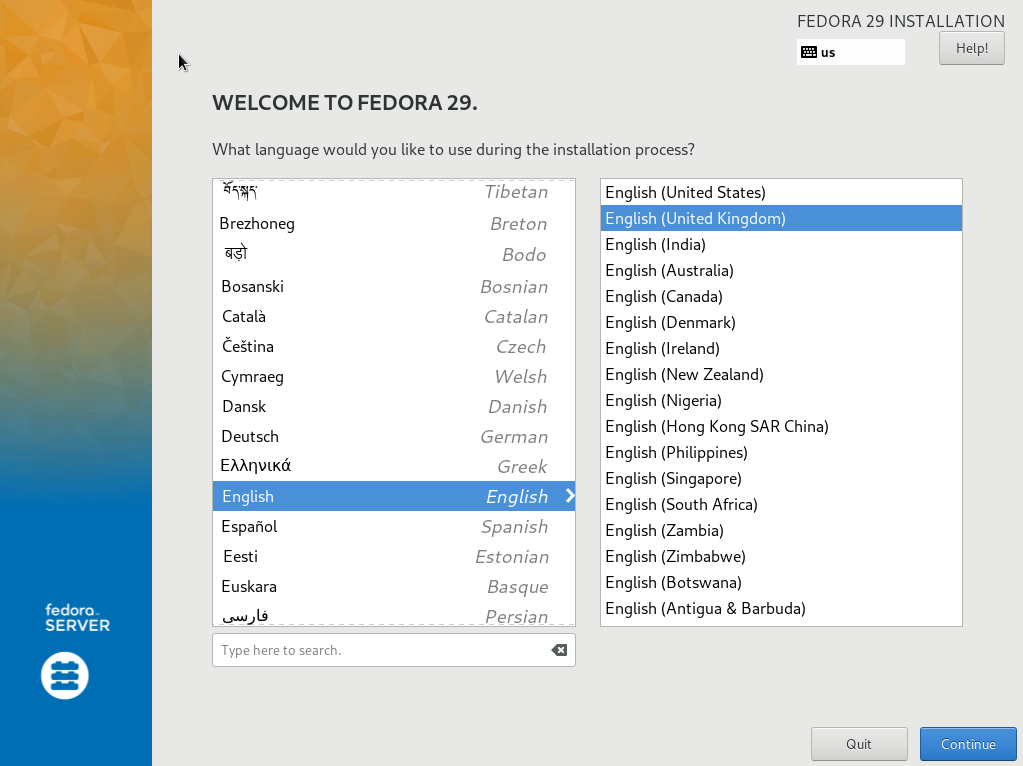 FEDORA 29 INSTALLATION
us
Help!
WELCOME TO FEDORA 29.
What language would you like to use during the installation process?
བོད་སྐད་ Tibetan
Brezhoneg Breton
बड़ो Bodo
Bosanski Bosnian
Català Catalan
Čeština Czech
Cymraeg Welsh
Dansk Danish
Deutsch German
Ελληνικά Greek
English English
Español Spanish
Eesti Estonian
Euskara Basque
فارسی Persian
Type here to search.
English (United States)
English (United Kingdom)
English (India)
English (Australia)
English (Canada)
English (Denmark)
English (Ireland)
English (New Zealand)
English (Nigeria)
English (Hong Kong SAR China)
English (Philippines)
English (Singapore)
English (South Africa)
English (Zambia)
English (Zimbabwe)
English (Botswana)
English (Antigua & Barbuda)
fedora
SERVER
Quit
Continue